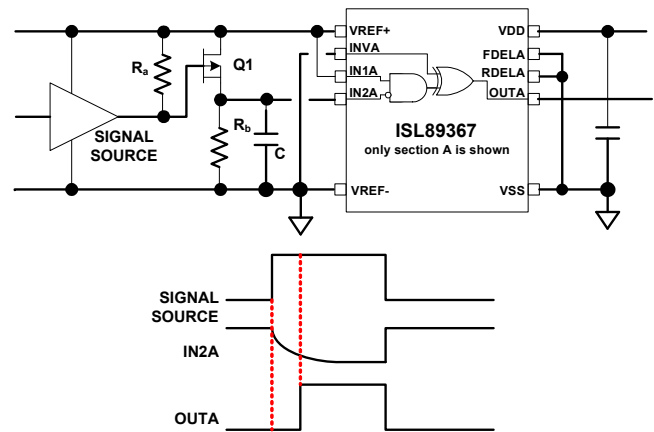 VREF+
VDD
INVA
FDELA
Ra
Q1
IN1A
RDELA
IN2A
OUTA
SIGNAL
SOURCE
Rb
C
ISL89367
only section A is shown
VREF-
VSS
SIGNAL
SOURCE
IN2A
OUTA